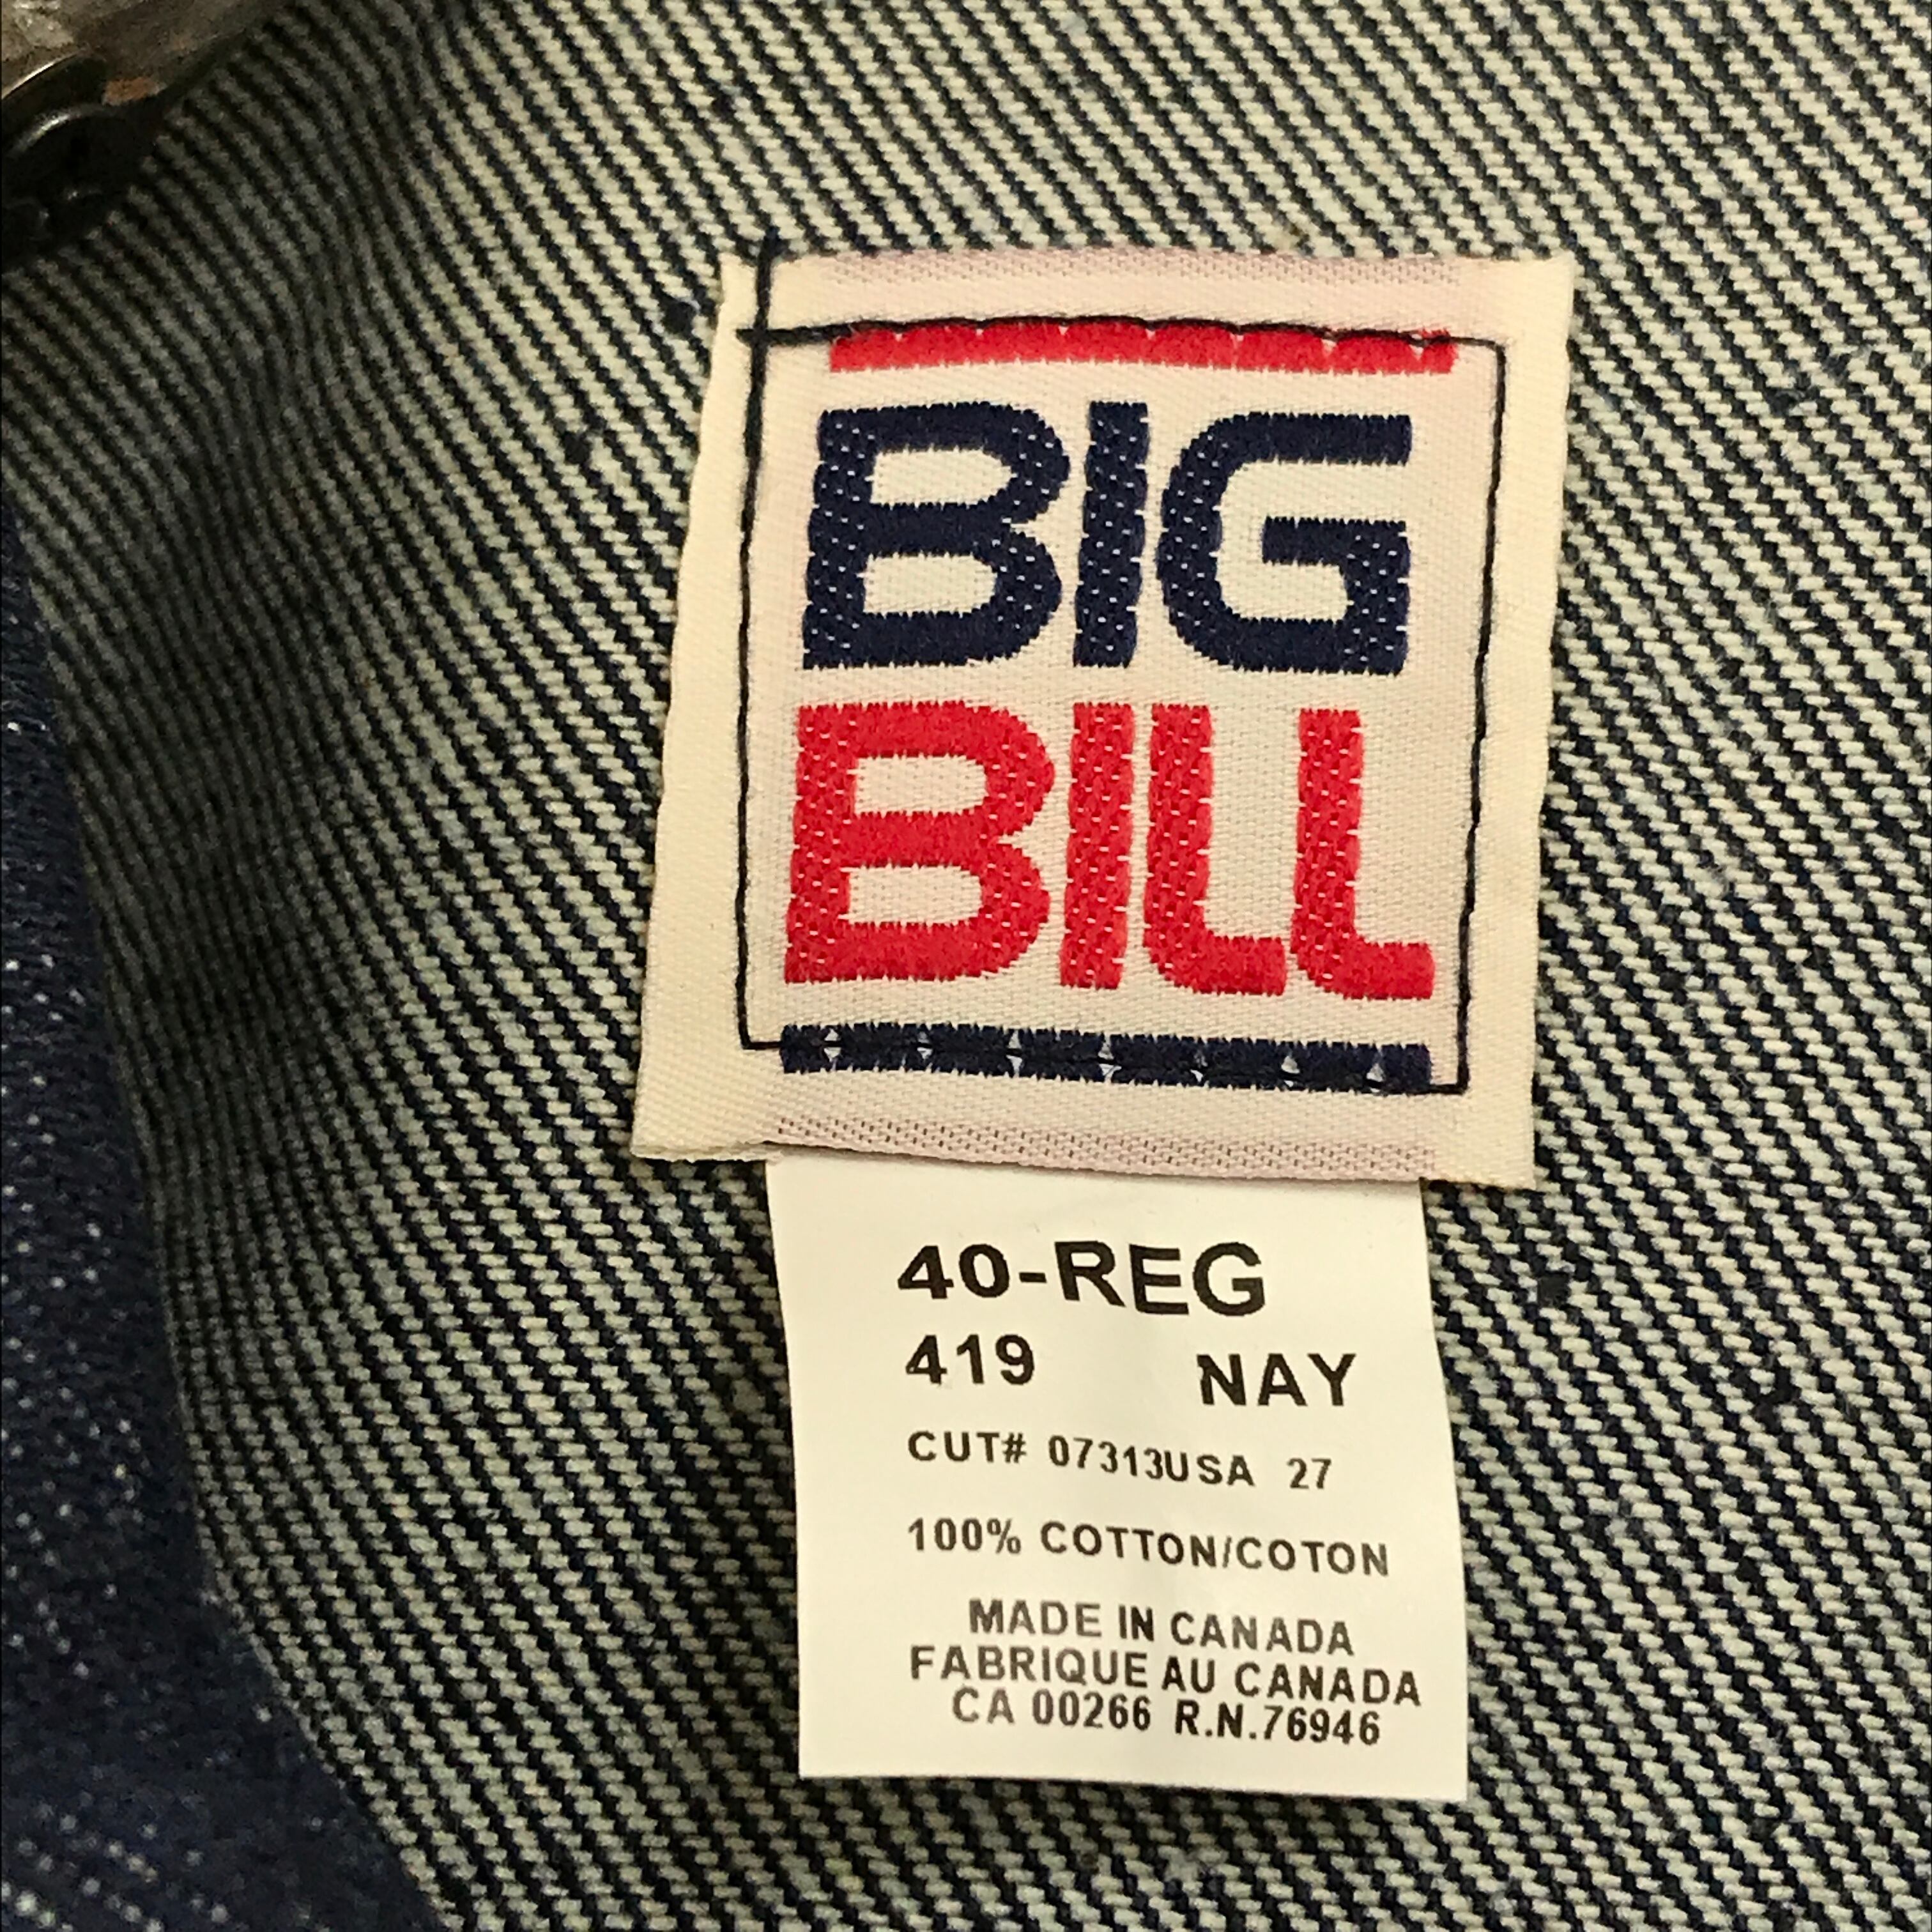 BIG
BILL
40-REG
419 NAY
CUT# 07313USA 27
100% COTTON/COTON
MADE IN CANADA
FABRIQUE AU CANADA
CA 00266 R.N.76946